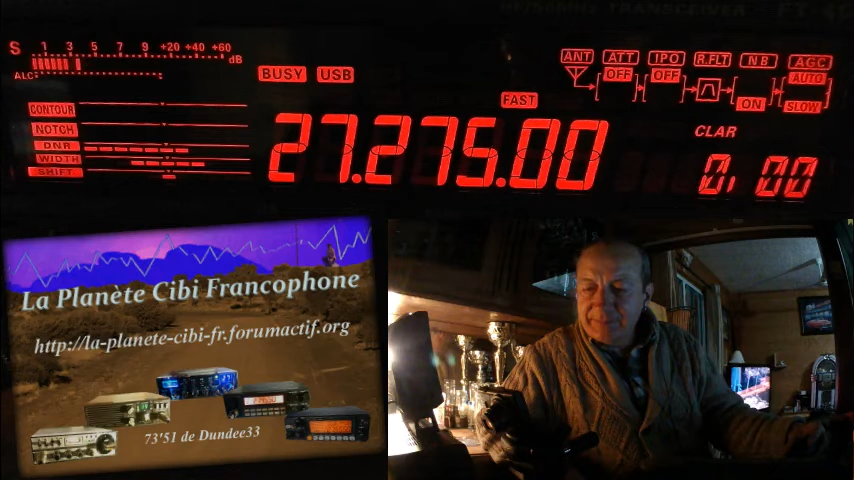 S 1 3 5 7 9 +20 +40 +60 dB
ALC
BUSY USB
ANT ATT IPO R.FLT NB AGC
OFF OFF AUTO
ON SLOW
FAST
CONTOUR
NOTCH
DNR
WIDTH
SHIFT
27.275.00
CLAR
0.00
La Planète Cibi Francophone
http://la-planete-cibi-fr.forumactif.org
73'51 de Dundee33